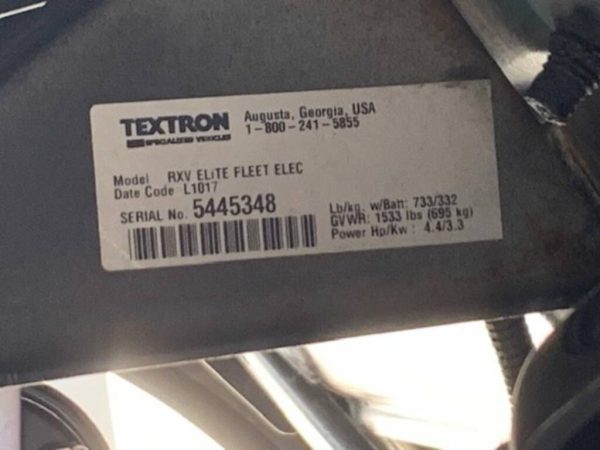 TEXTRON
SPECIALIZED VEHICLES
Augusta, Georgia, USA
1-800-241-5855
Model RXV ELiTE FLEET ELEC
Date Code L1017
SERIAL No. 5445348
Lb/kg. w/Batt: 733/332
GVWR: 1533 lbs (695 kg)
Power Hp/Kw : 4.4/3.3